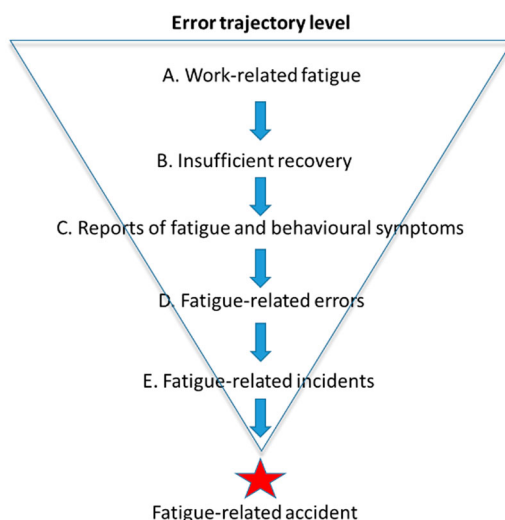 Error trajectory level
A. Work-related fatigue
B. Insufficient recovery
C. Reports of fatigue and behavioural symptoms
D. Fatigue-related errors
E. Fatigue-related incidents
Fatigue-related accident